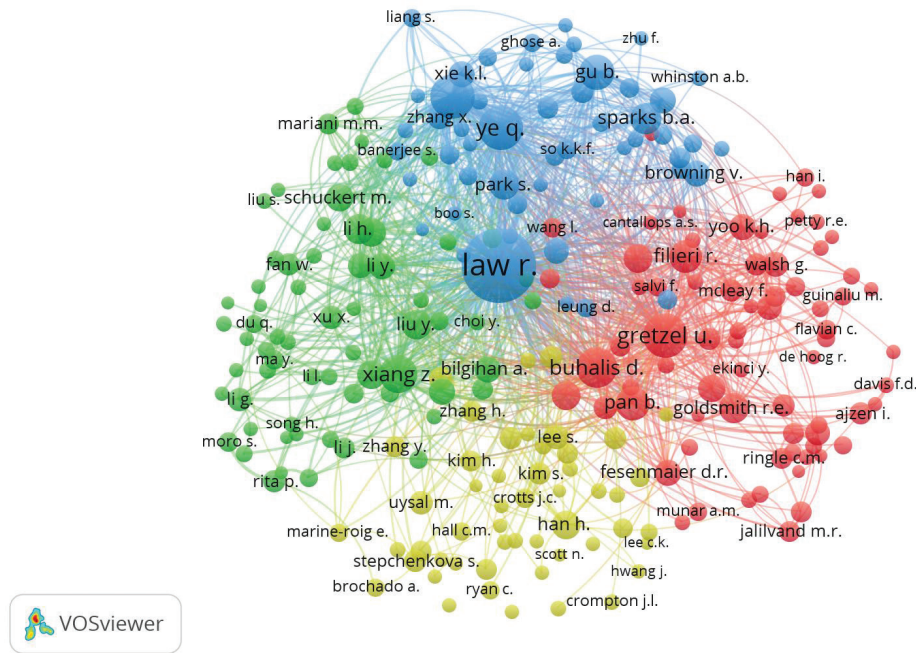 liang s.
ghose a.
zhu f.
xie k.l.
gu b.
whinston a.b.
zhang x.
ye q.
sparks b.a.
mariani m.m.
banerjee s.
so k.k.f.
browning v.
han i.
liu s.
schuckert m.
park s.
boo s.
wang l.
cantallops a.s.
yoo k.h.
petty r.e.
li h.
fan w.
li y.
law r.
filieri r.
walsh g.
salvi f.
mcleay f.
guinaliu m.
du q.
xu x.
liu y.
choi y.
leung d.
gretzel u.
flavian c.
ma y.
de hoog r.
li l.
xiang z.
bilgihan a.
buhalis d.
ekinci y.
davis f.d.
li g.
zhang h.
pan b.
goldsmith r.e.
ajzen i.
song h.
moro s.
li j.
zhang y.
lee s.
ringle c.m.
rita p.
kim h.
kim s.
fesenmaier d.r.
uysal m.
crotts j.c.
munar a.m.
marine-roig e.
hall c.m.
han h.
lee c.k.
jalilvand m.r.
stepchenkova s.
scott n.
hwang j.
brochado a.
ryan c.
crompton j.l.
VOSviewer